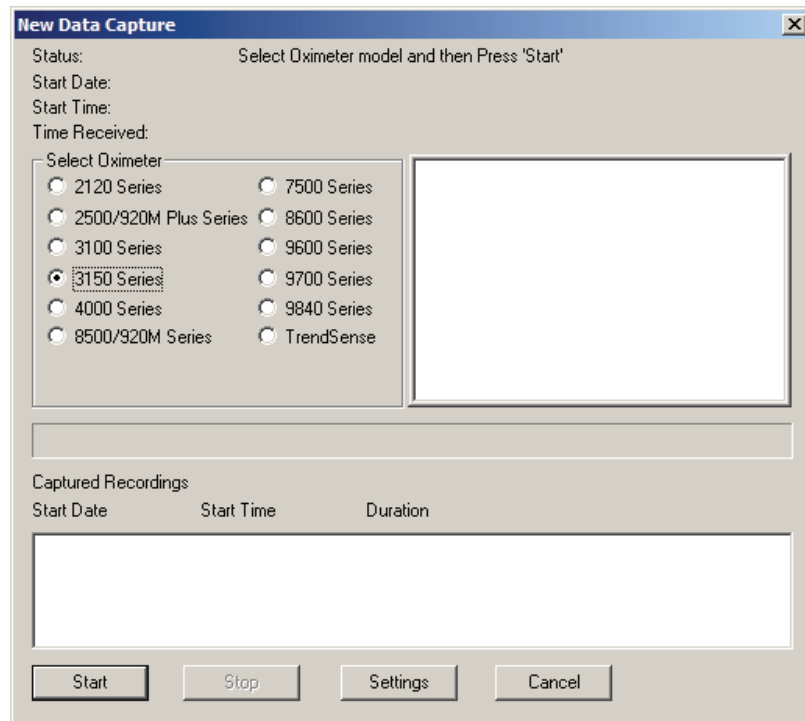 New Data Capture
Status: Select Oximeter model and then Press 'Start'
Start Date:
Start Time:
Time Received:
Select Oximeter
2120 Series 7500 Series
2500/920M Plus Series 8600 Series
3100 Series 9600 Series
3150 Series 9700 Series
4000 Series 9840 Series
8500/920M Series TrendSense
Captured Recordings
Start Date Start Time Duration
Start Stop Settings Cancel